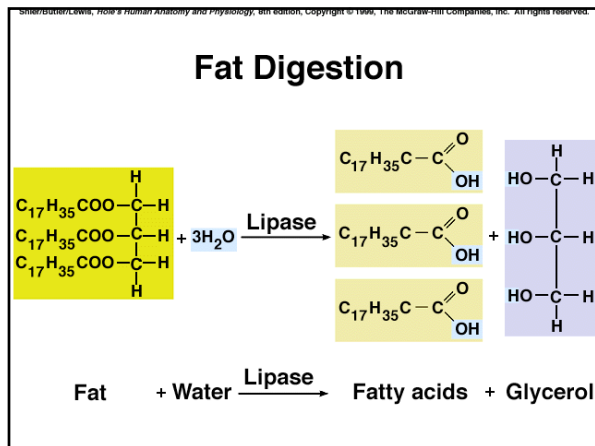 Shier/Butler/Lewis, Hole's Human Anatomy and Physiology, 8th edition, Copyright © 1999, The McGraw-Hill Companies, Inc. All rights reserved.
Fat Digestion
H
C₁₇H₃₅COO—C—H
C₁₇H₃₅COO—C—H
C₁₇H₃₅COO—C—H
H
+ 3H₂O
Lipase
C₁₇H₃₅C—C
O
OH
C₁₇H₃₅C—C
O
OH
C₁₇H₃₅C—C
O
OH
+
H
HO—C—H
HO—C—H
HO—C—H
H
Fat + Water Lipase Fatty acids + Glycerol